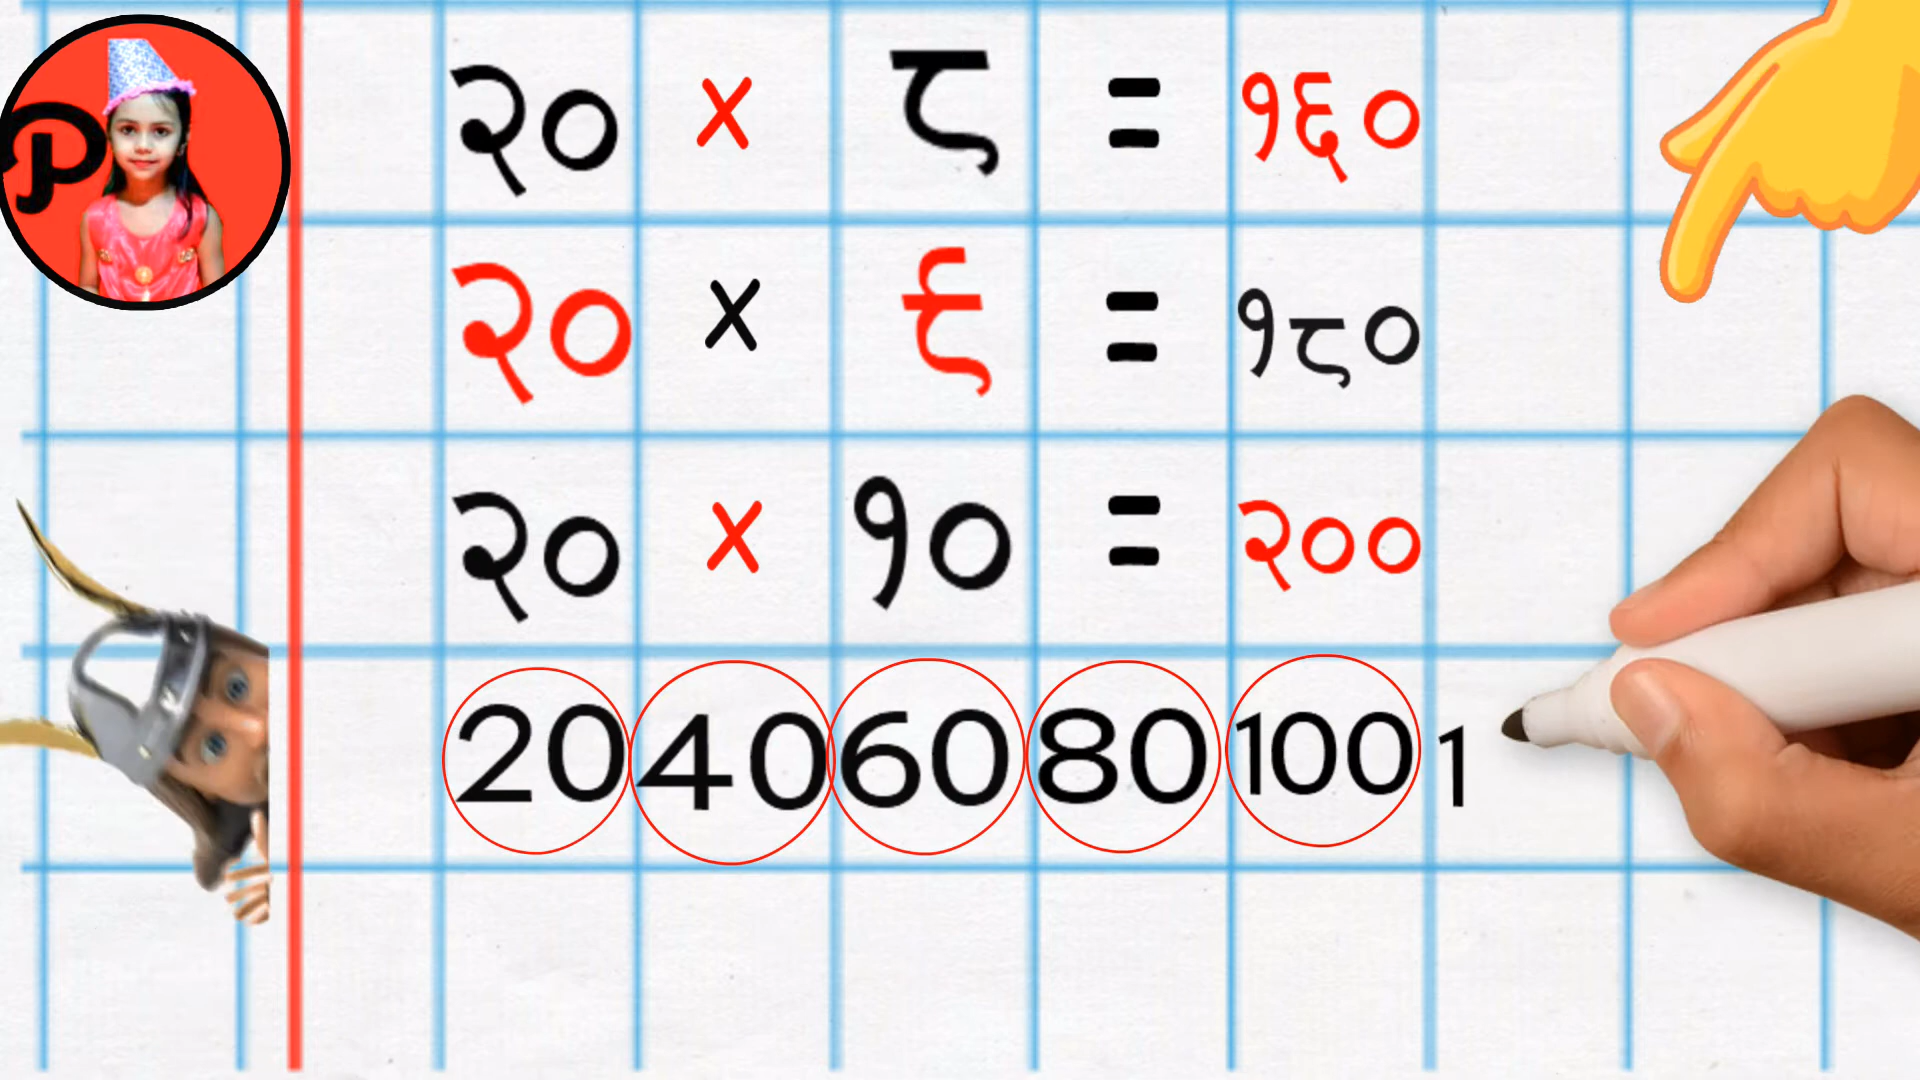 P
२० x ८ = १६०
२० x ९ = १८०
२० x १० = २००
20 40 60 80 100 1